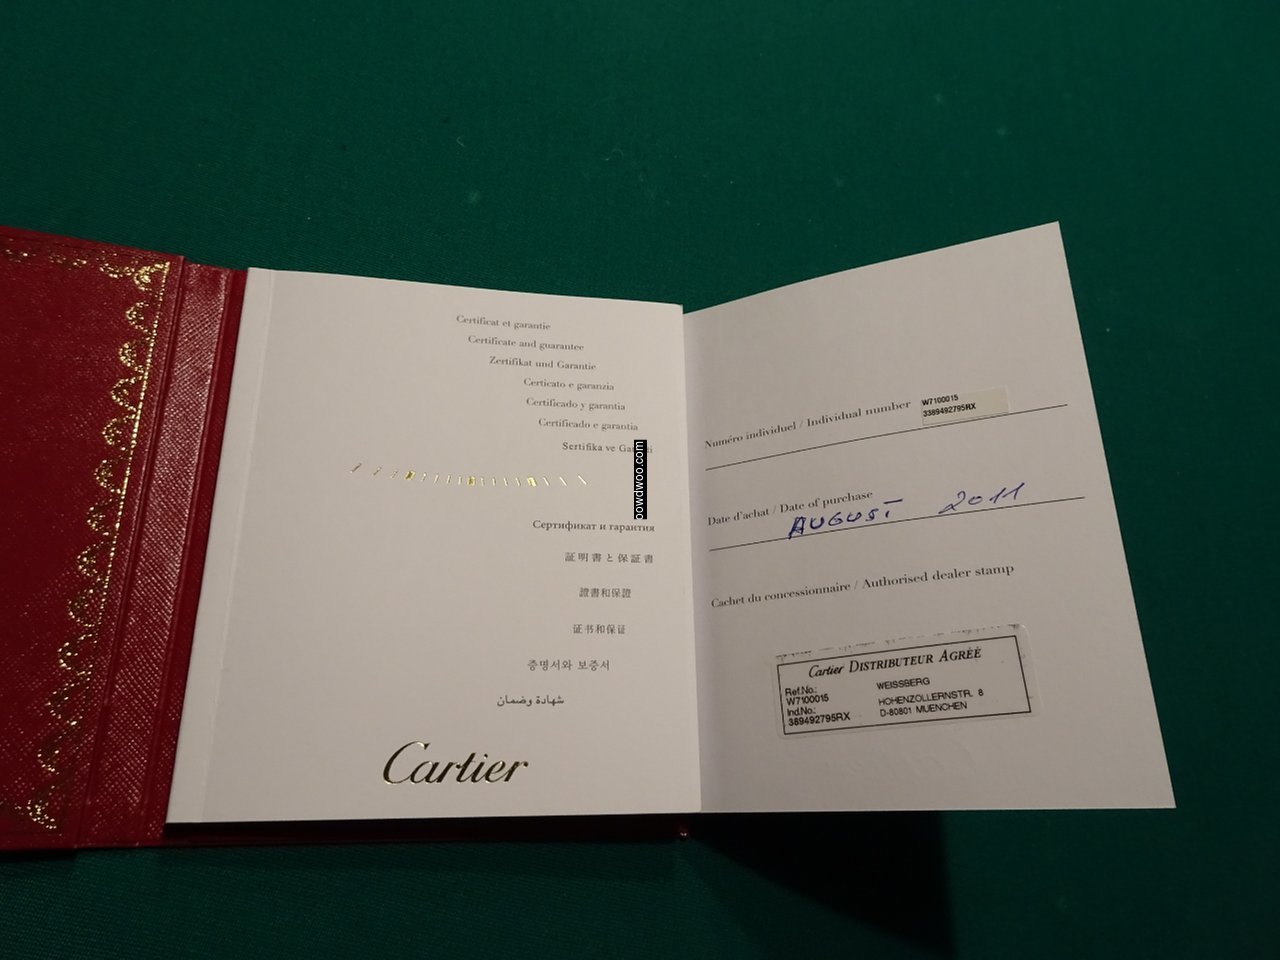 Certificat et garantie
Certificate and guarantee
Zertifikat und Garantie
Certicato e garanzia
Certificado y garantia
Certificado e garantia
Sertifika ve
Сертификат и гарантия
証明書と保証書
證書和保證
证书和保证
증명서와 보증서
شهادة وضمان
Cartier
powdwoo.com
Numéro individuel / Individual number
W7100015
3389492795RX
Date d'achat / Date of purchase
AUGUST 2011
Cachet du concessionnaire / Authorised dealer stamp
Cartier DISTRIBUTEUR AGRÉÉ
Ref.No.: WEISSBERG
W7100015
Ind.No.: HOHENZOLLERNSTR. 8
389492795RX D-80801 MUENCHEN